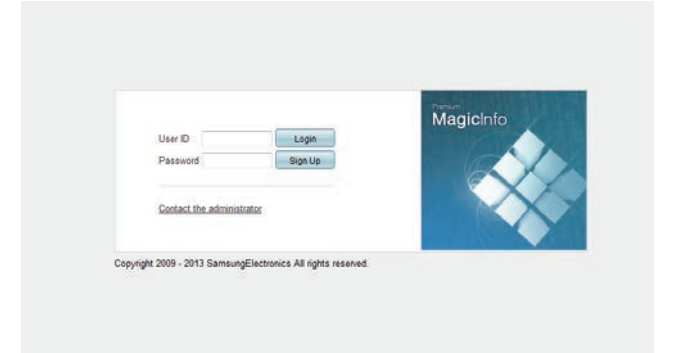 Premium
MagicInfo
User ID
Login
Password
Sign Up
Contact the administrator
Copyright 2009 - 2013 SamsungElectronics All rights reserved.